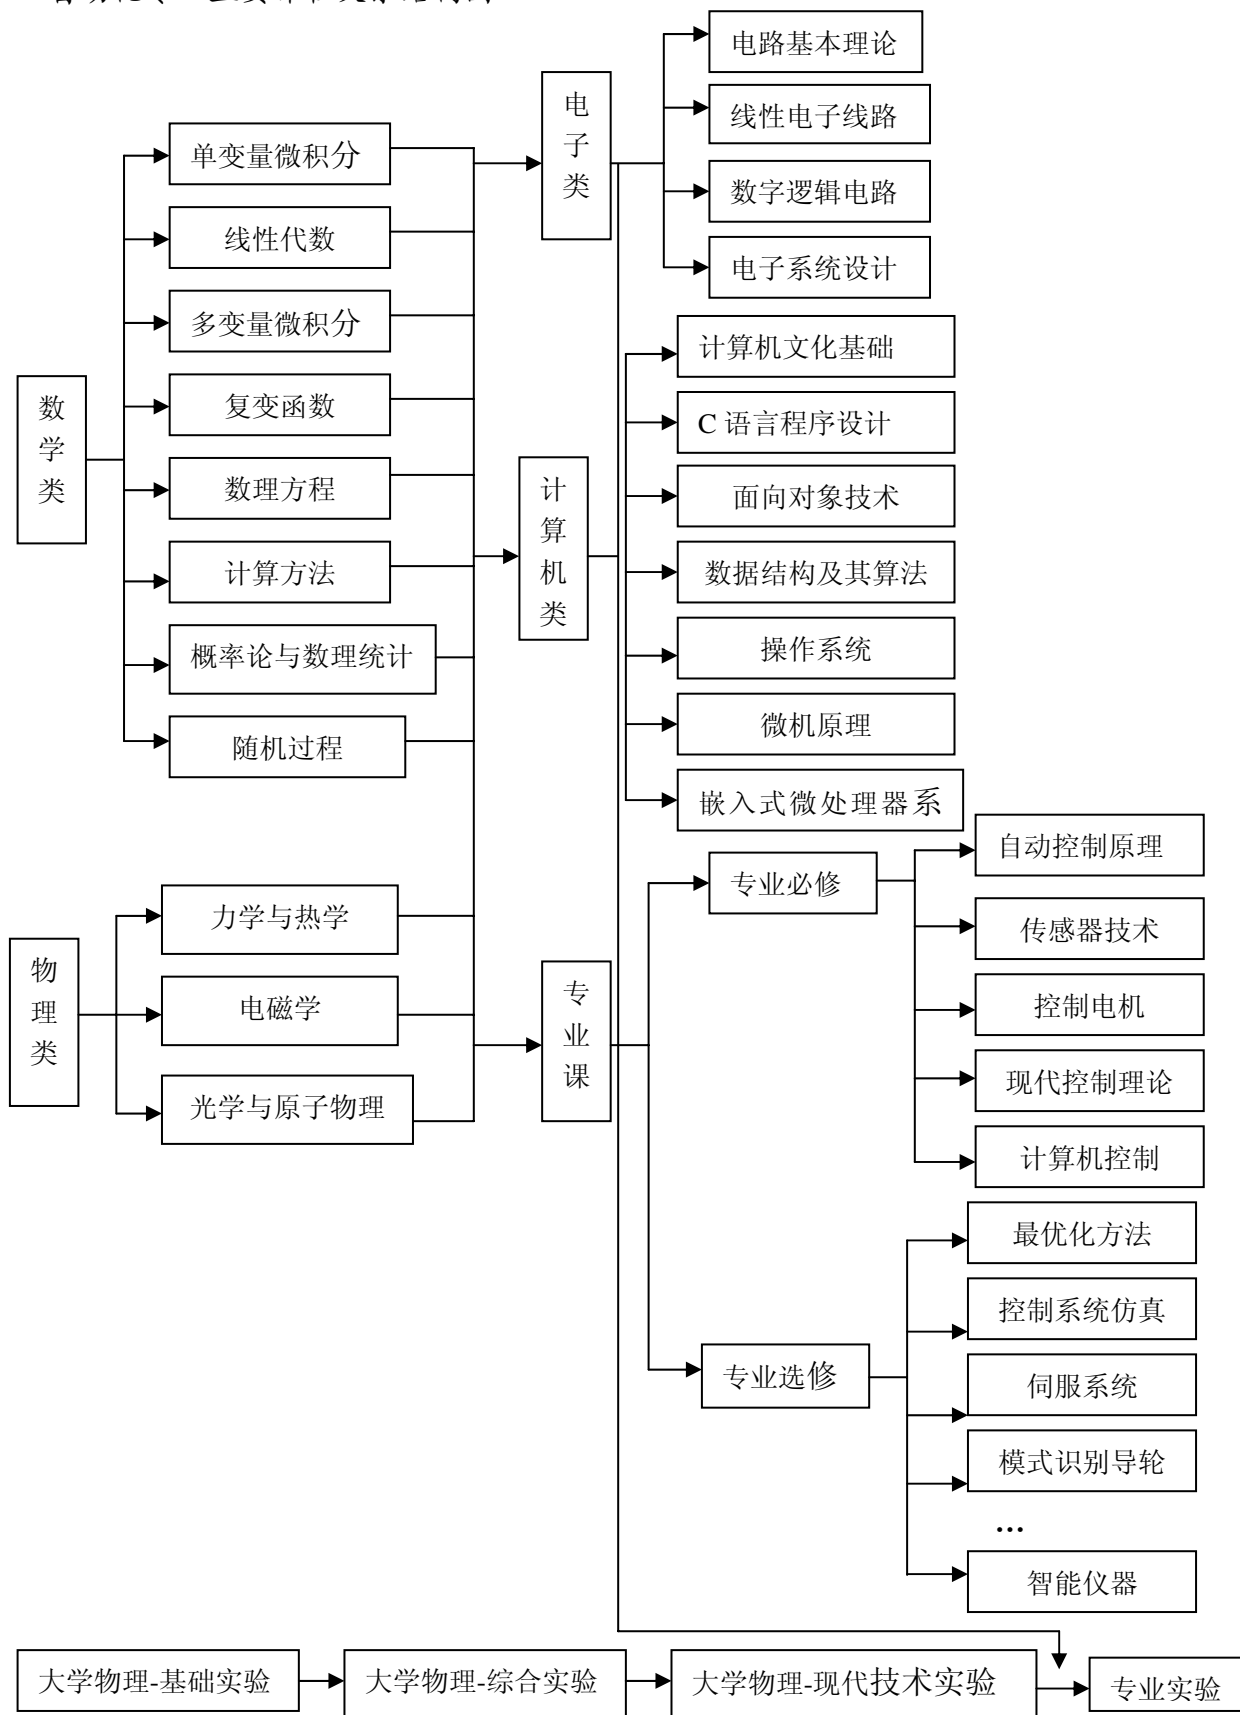 电路基本理论
线性电子线路
数字逻辑电路
电子系统设计
电子类
单变量微积分
线性代数
多变量微积分
复变函数
数理方程
计算方法
概率论与数理统计
随机过程
数学类
计算机类
计算机文化基础
C 语言程序设计
面向对象技术
数据结构及其算法
操作系统
微机原理
嵌入式微处理器系
物理类
力学与热学
电磁学
光学与原子物理
专业课
专业必修
自动控制原理
传感器技术
控制电机
现代控制理论
计算机控制
专业选修
最优化方法
控制系统仿真
伺服系统
模式识别导轮
…
智能仪器
大学物理-基础实验
大学物理-综合实验
大学物理-现代技术实验
专业实验